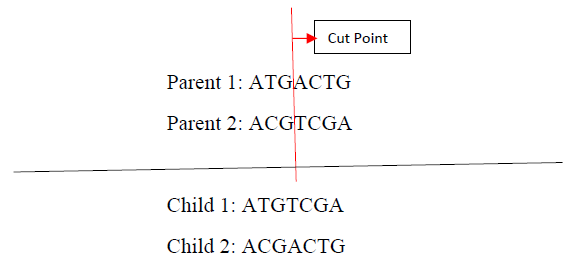 Cut Point
Parent 1: ATGACTG
Parent 2: ACGTCGA
Child 1: ATGTCGA
Child 2: ACGACTG